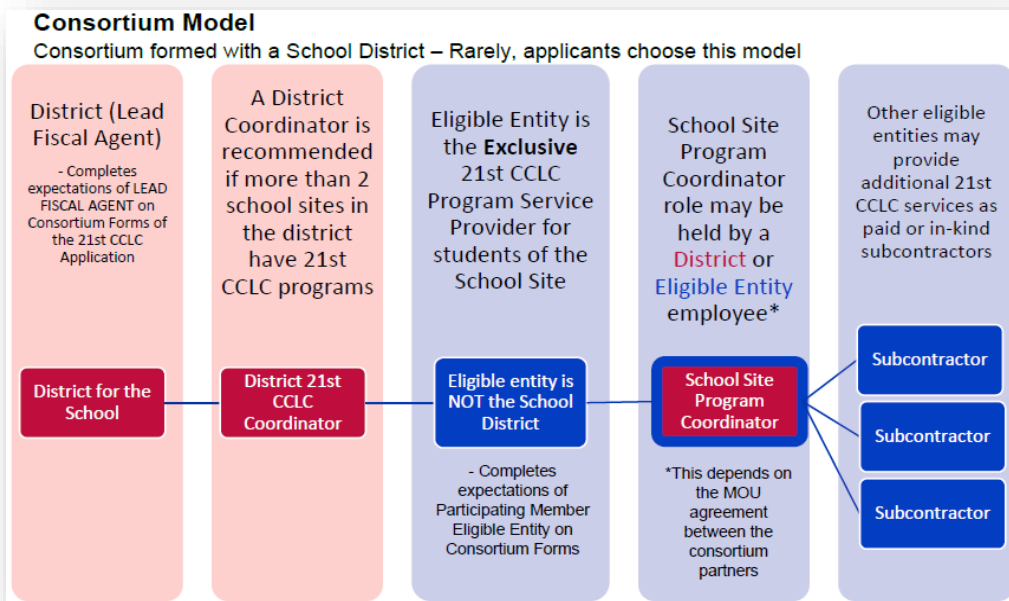 Consortium Model
Consortium formed with a School District – Rarely, applicants choose this model
District (Lead
Fiscal Agent)
- Completes
expectations of LEAD
FISCAL AGENT on
Consortium Forms of
the 21st CCLC
Application
District for the
School
A District
Coordinator is
recommended
if more than 2
school sites in
the district
have 21st
CCLC programs
District 21st
CCLC
Coordinator
Eligible Entity is
the Exclusive
21st CCLC
Program Service
Provider for
students of the
School Site
Eligible entity is
NOT the School
District
- Completes
expectations of
Participating Member
Eligible Entity on
Consortium Forms
School Site
Program
Coordinator
role may be
held by a
District or
Eligible Entity
employee*
School Site
Program
Coordinator
*This depends on
the MOU
agreement
between the
consortium
partners
Other eligible
entities may
provide
additional 21st
CCLC services as
paid or in-kind
subcontractors
Subcontractor
Subcontractor
Subcontractor